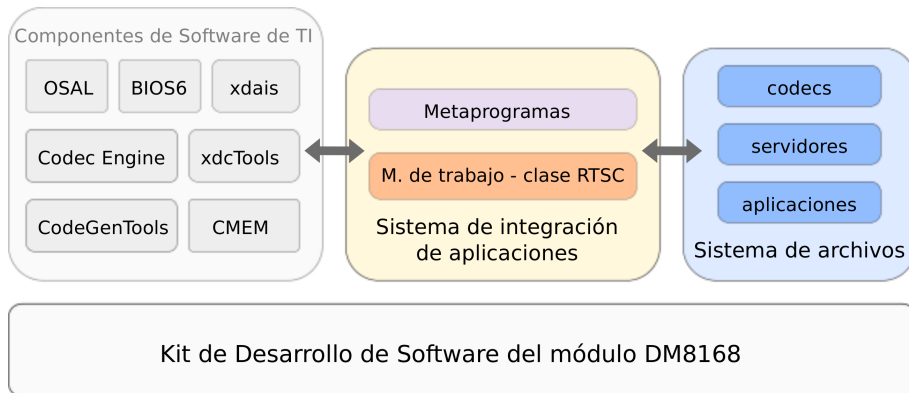 Componentes de Software de TI
OSAL
BIOS6
xdais
Codec Engine
xdcTools
CodeGenTools
CMEM
Metaprogramas
M. de trabajo - clase RTSC
Sistema de integración
de aplicaciones
codecs
servidores
aplicaciones
Sistema de archivos
Kit de Desarrollo de Software del módulo DM8168